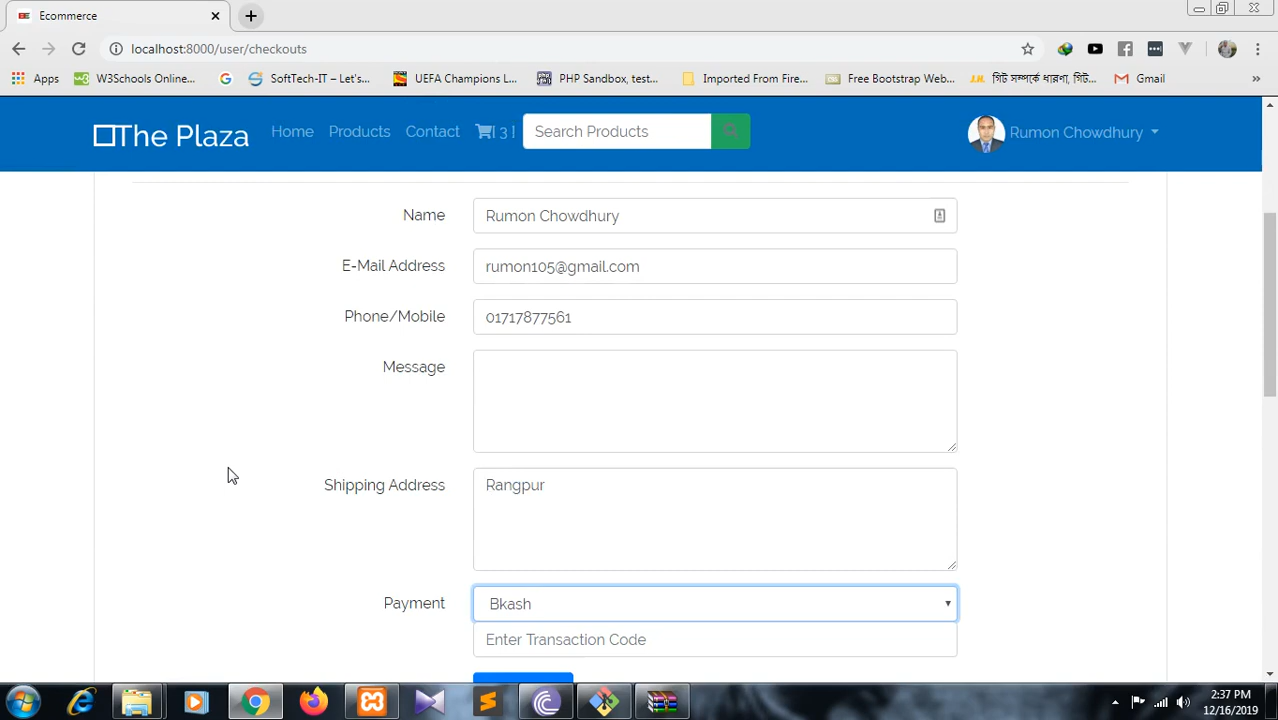 Ecommerce
localhost:8000/user/checkouts
Apps W3Schools Online... SoftTech-IT – Let's... UEFA Champions L... PHP Sandbox, test... Imported From Fire... Free Bootstrap Web... গিট সম্পর্কে ধারণা, গিট... Gmail »
The Plaza Home Products Contact [ 3 ] Search Products Rumon Chowdhury
Name Rumon Chowdhury
E-Mail Address rumon105@gmail.com
Phone/Mobile 01717877561
Message
Shipping Address Rangpur
Payment Bkash
Enter Transaction Code
2:37 PM
12/16/2019